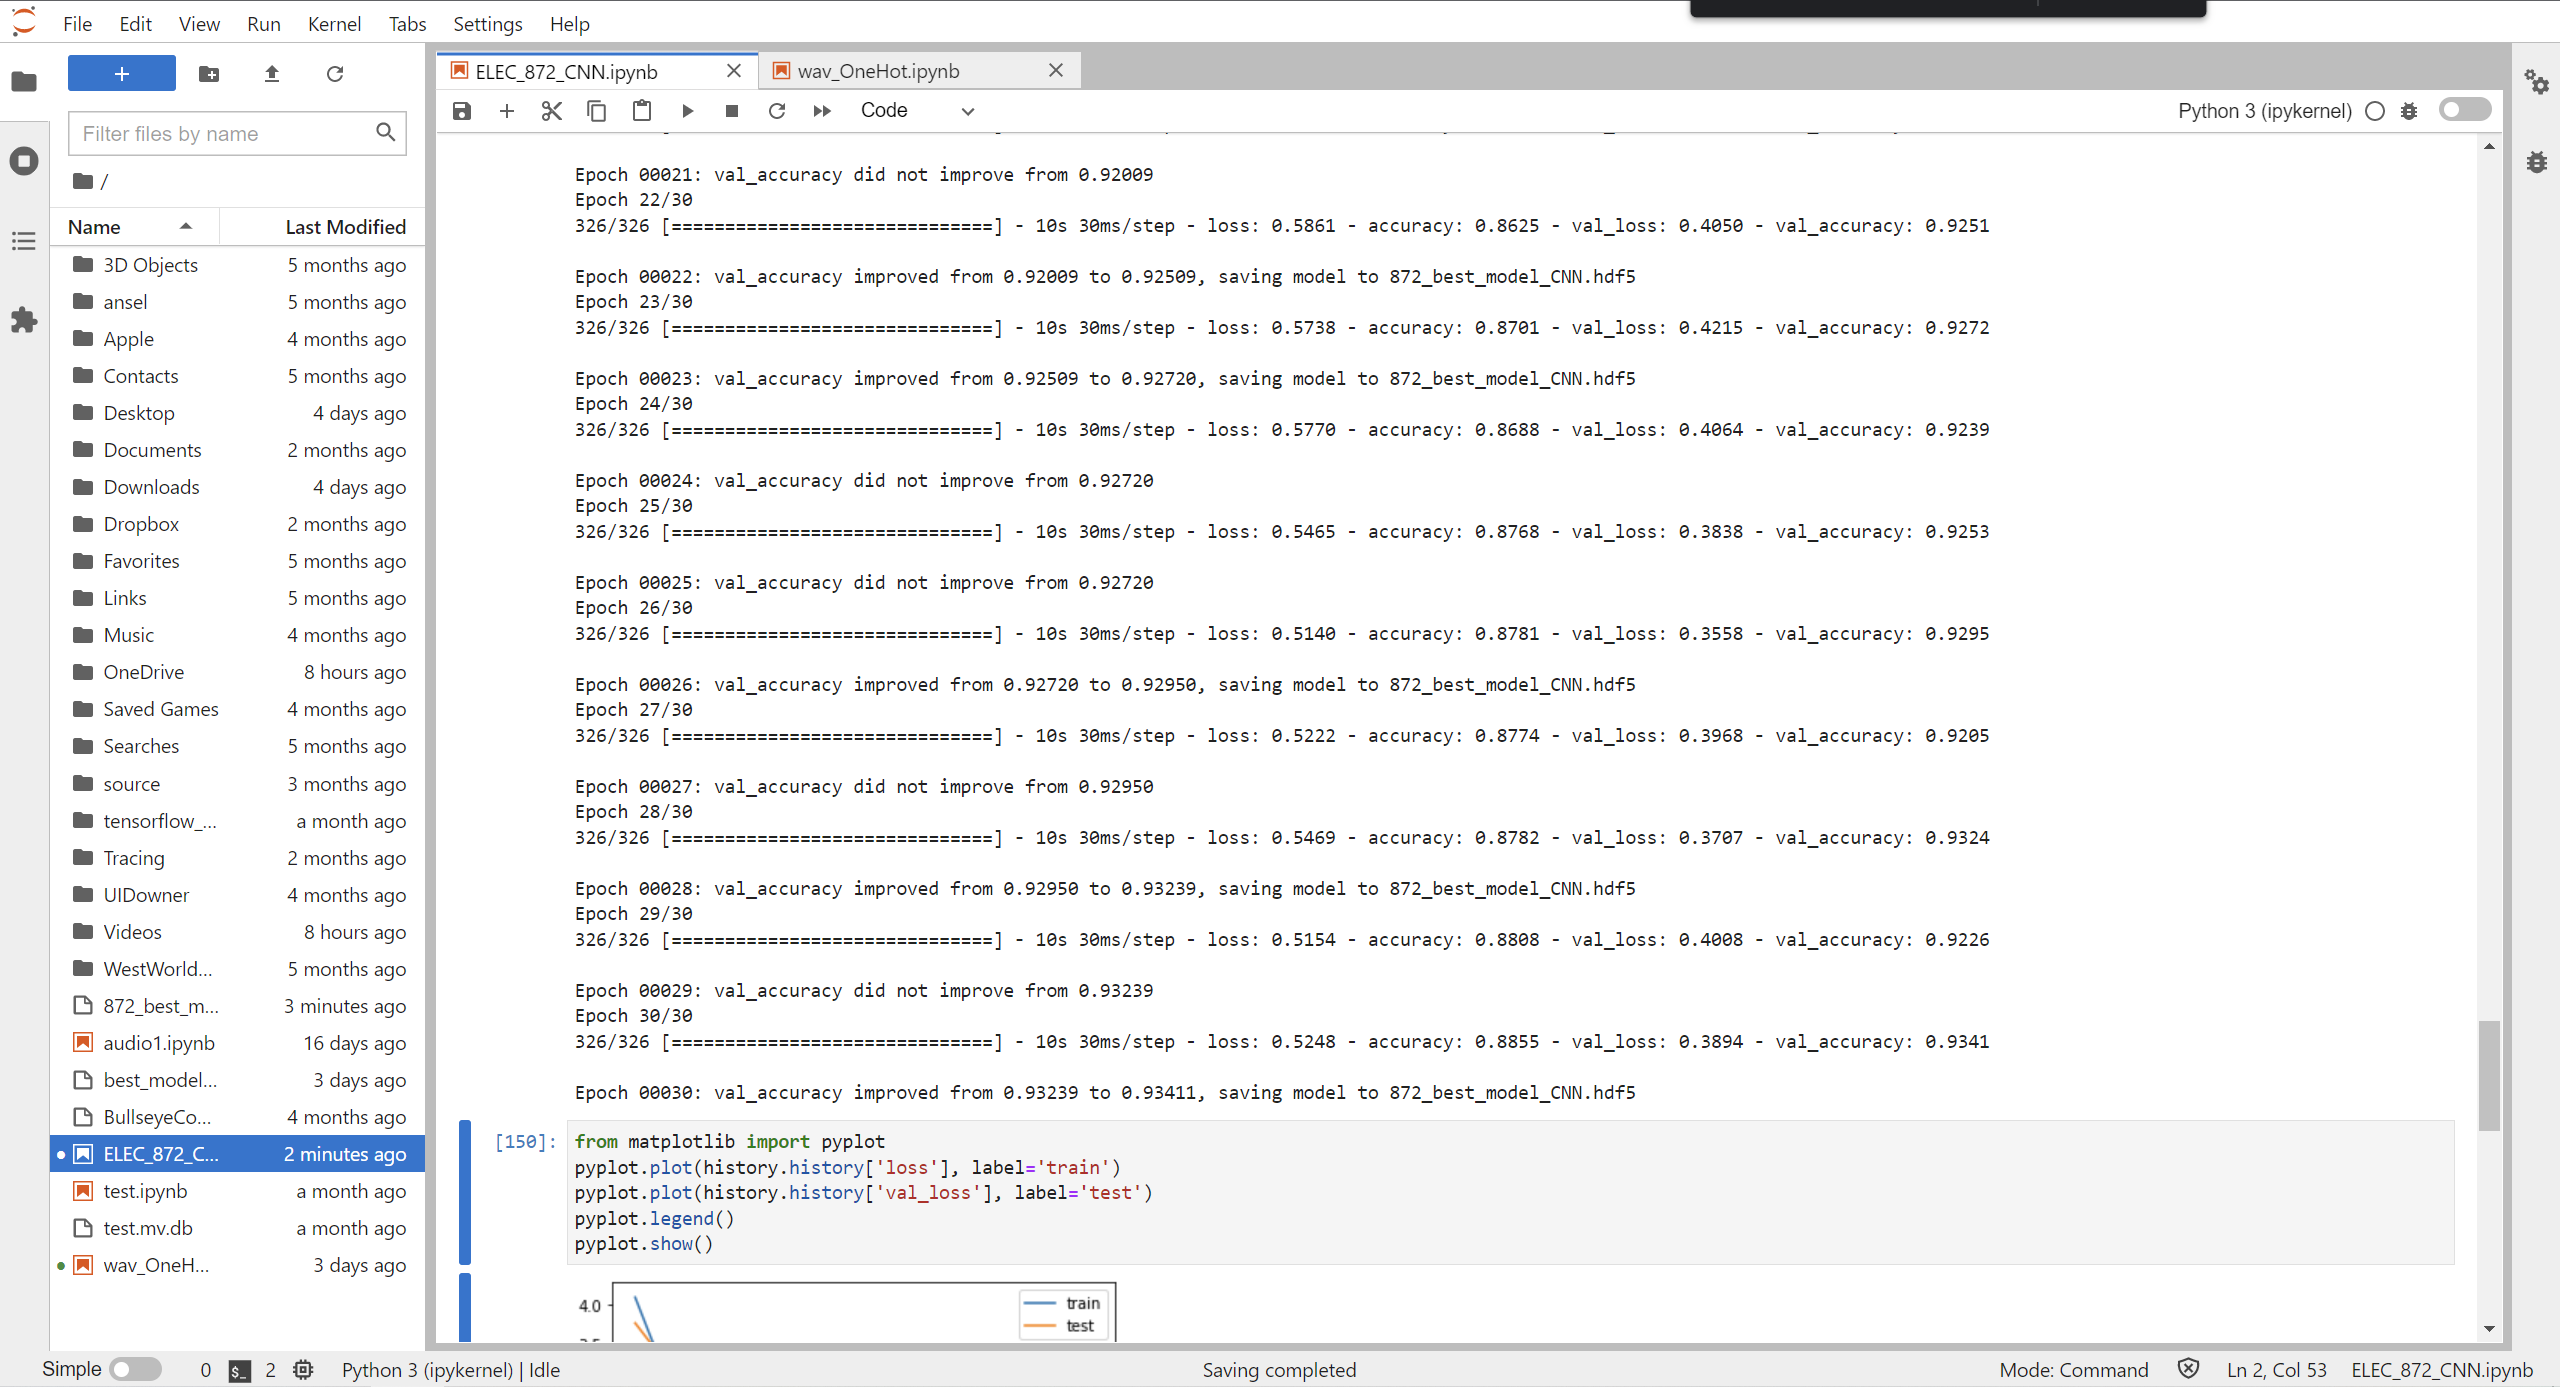 File Edit View Run Kernel Tabs Settings Help
ELEC_872_CNN.ipynb
wav_OneHot.ipynb
Code
Python 3 (ipykernel)
Filter files by name
/
Name Last Modified
3D Objects 5 months ago
ansel 5 months ago
Apple 4 months ago
Contacts 5 months ago
Desktop 4 days ago
Documents 2 months ago
Downloads 4 days ago
Dropbox 2 months ago
Favorites 5 months ago
Links 5 months ago
Music 4 months ago
OneDrive 8 hours ago
Saved Games 4 months ago
Searches 5 months ago
source 3 months ago
tensorflow_... a month ago
Tracing 2 months ago
UIDowner 4 months ago
Videos 8 hours ago
WestWorld... 5 months ago
872_best_m... 3 minutes ago
audio1.ipynb 16 days ago
best_model... 3 days ago
BullseyeCo... 4 months ago
ELEC_872_C... 2 minutes ago
test.ipynb a month ago
test.mv.db a month ago
wav_OneH... 3 days ago
Epoch 00021: val_accuracy did not improve from 0.92009
Epoch 22/30
326/326 [==============================] - 10s 30ms/step - loss: 0.5861 - accuracy: 0.8625 - val_loss: 0.4050 - val_accuracy: 0.9251
Epoch 00022: val_accuracy improved from 0.92009 to 0.92509, saving model to 872_best_model_CNN.hdf5
Epoch 23/30
326/326 [==============================] - 10s 30ms/step - loss: 0.5738 - accuracy: 0.8701 - val_loss: 0.4215 - val_accuracy: 0.9272
Epoch 00023: val_accuracy improved from 0.92509 to 0.92720, saving model to 872_best_model_CNN.hdf5
Epoch 24/30
326/326 [==============================] - 10s 30ms/step - loss: 0.5770 - accuracy: 0.8688 - val_loss: 0.4064 - val_accuracy: 0.9239
Epoch 00024: val_accuracy did not improve from 0.92720
Epoch 25/30
326/326 [==============================] - 10s 30ms/step - loss: 0.5465 - accuracy: 0.8768 - val_loss: 0.3838 - val_accuracy: 0.9253
Epoch 00025: val_accuracy did not improve from 0.92720
Epoch 26/30
326/326 [==============================] - 10s 30ms/step - loss: 0.5140 - accuracy: 0.8781 - val_loss: 0.3558 - val_accuracy: 0.9295
Epoch 00026: val_accuracy improved from 0.92720 to 0.92950, saving model to 872_best_model_CNN.hdf5
Epoch 27/30
326/326 [==============================] - 10s 30ms/step - loss: 0.5222 - accuracy: 0.8774 - val_loss: 0.3968 - val_accuracy: 0.9205
Epoch 00027: val_accuracy did not improve from 0.92950
Epoch 28/30
326/326 [==============================] - 10s 30ms/step - loss: 0.5469 - accuracy: 0.8782 - val_loss: 0.3707 - val_accuracy: 0.9324
Epoch 00028: val_accuracy improved from 0.92950 to 0.93239, saving model to 872_best_model_CNN.hdf5
Epoch 29/30
326/326 [==============================] - 10s 30ms/step - loss: 0.5154 - accuracy: 0.8808 - val_loss: 0.4008 - val_accuracy: 0.9226
Epoch 00029: val_accuracy did not improve from 0.93239
Epoch 30/30
326/326 [==============================] - 10s 30ms/step - loss: 0.5248 - accuracy: 0.8855 - val_loss: 0.3894 - val_accuracy: 0.9341
Epoch 00030: val_accuracy improved from 0.93239 to 0.93411, saving model to 872_best_model_CNN.hdf5
[150]: from matplotlib import pyplot
pyplot.plot(history.history['loss'], label='train')
pyplot.plot(history.history['val_loss'], label='test')
pyplot.legend()
pyplot.show()
4.0
train
test
Simple 0 $_ 2 Python 3 (ipykernel) | Idle Saving completed Mode: Command Ln 2, Col 53 ELEC_872_CNN.ipynb